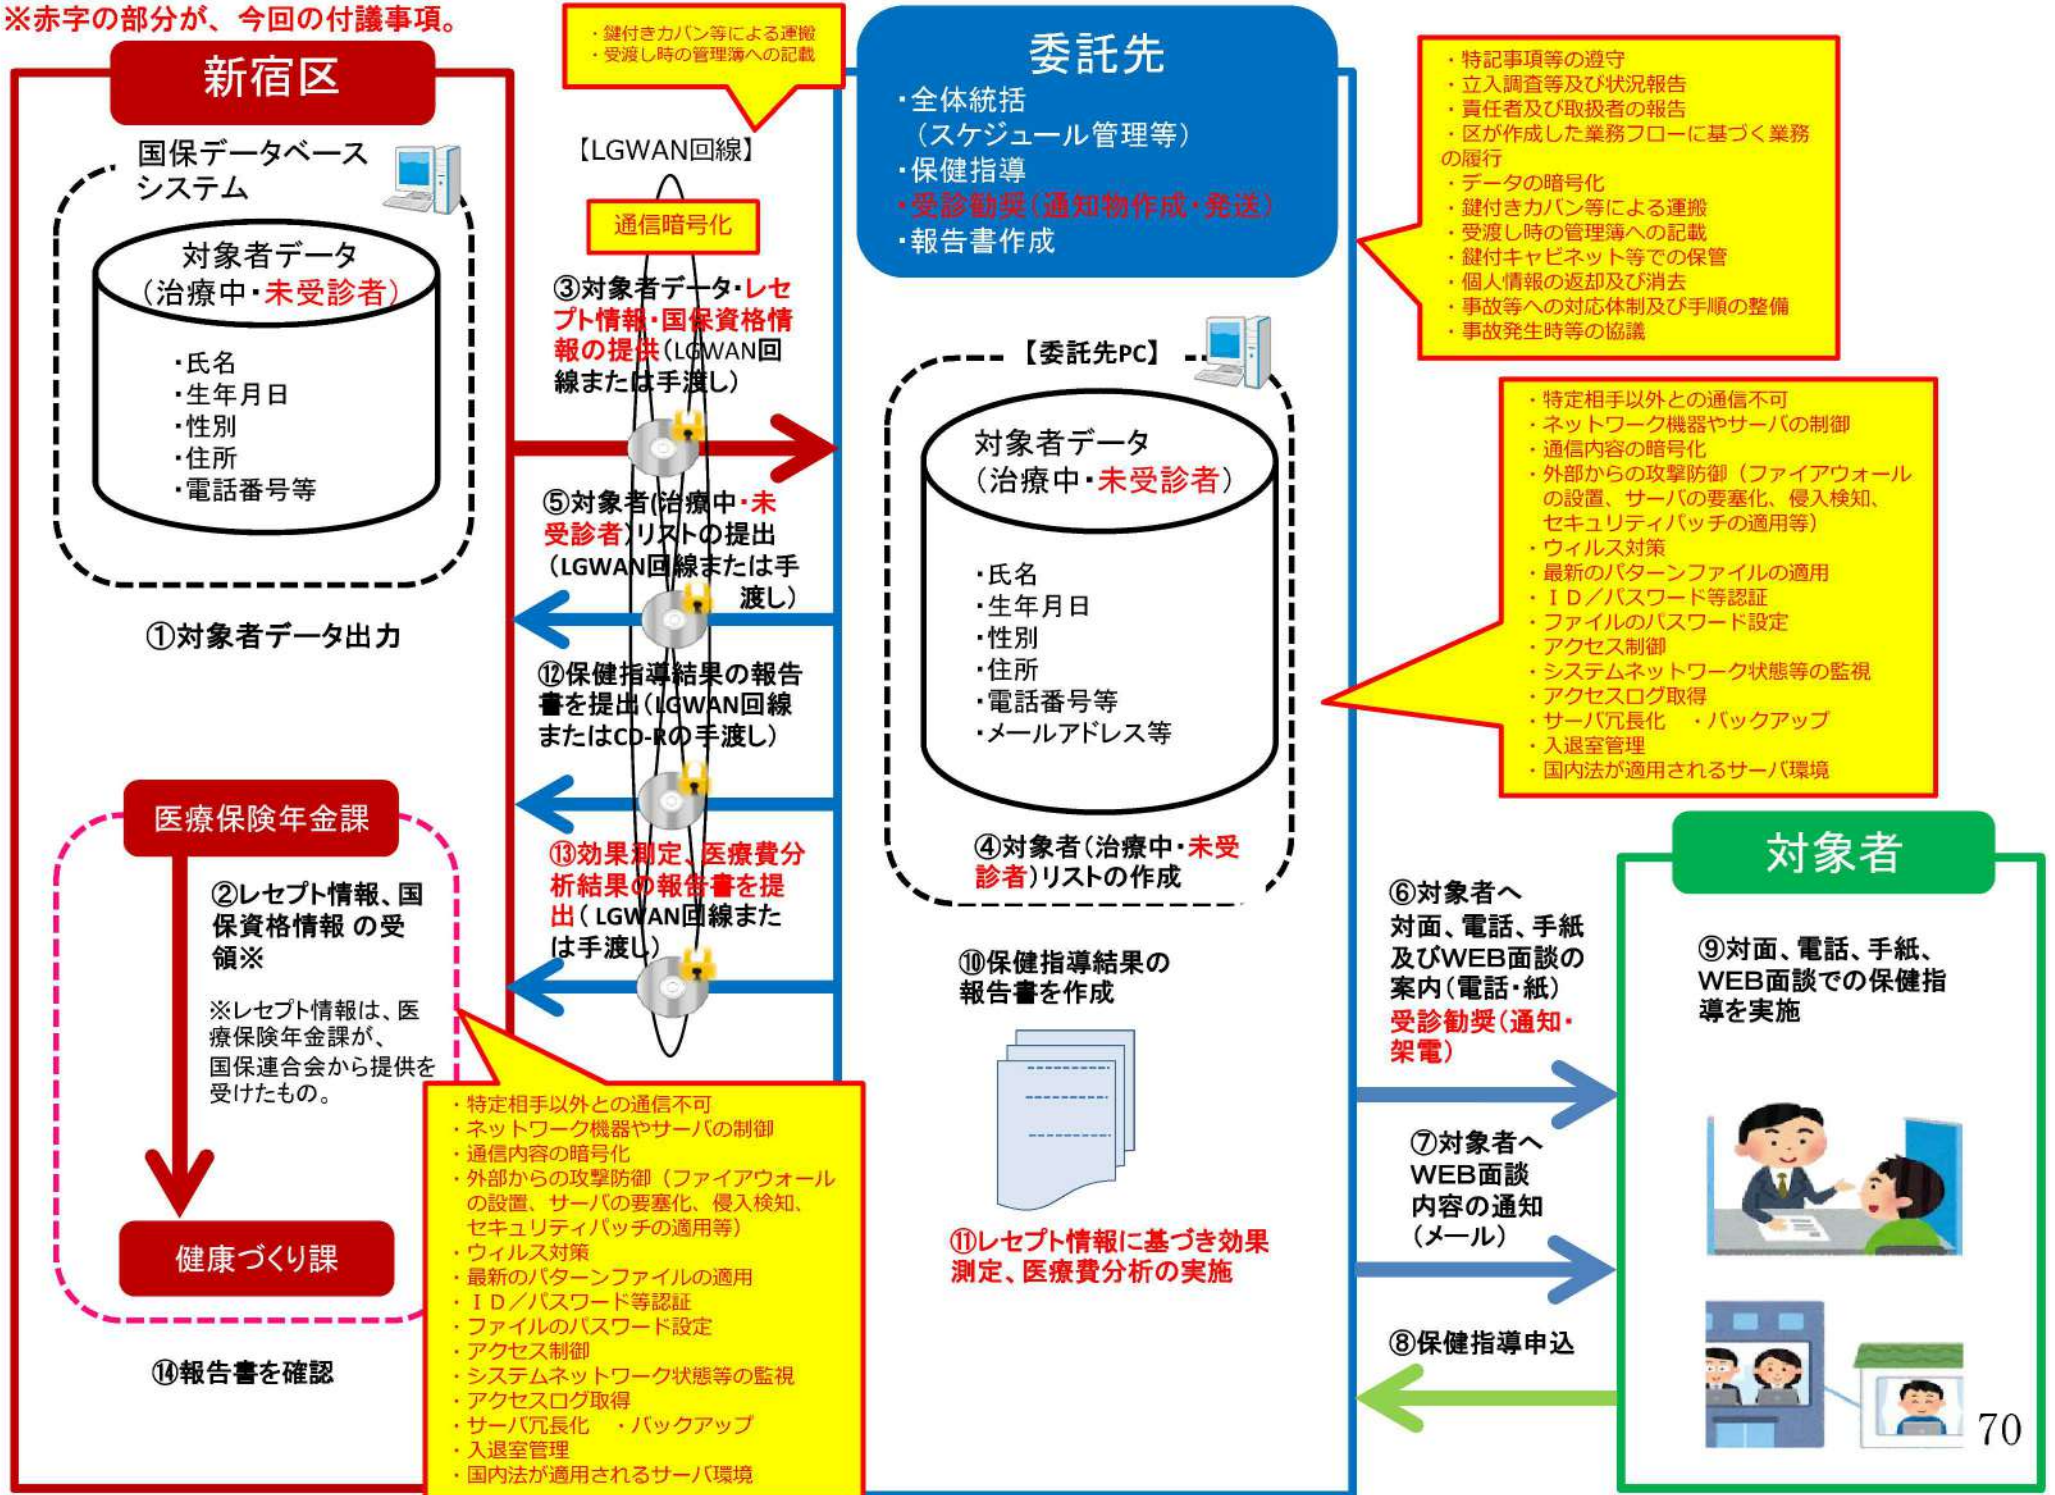 ※赤字の部分が、今回の付議事項。
新宿区
国保データベース
システム
対象者データ
（治療中・未受診者）
・氏名
・生年月日
・性別
・住所
・電話番号等
①対象者データ出力
医療保険年金課
②レセプト情報、国
保資格情報 の受
領※
※レセプト情報は、医
療保険年金課が、
国保連合会から提供を
受けたもの。
健康づくり課
⑭報告書を確認
・鍵付きカバン等による運搬
・受渡し時の管理簿への記載
【LGWAN回線】
通信暗号化
③対象者データ・レセ
プト情報・国保資格情
報の提供（LGWAN回
線または手渡し）
⑤対象者(治療中・未
受診者)リストの提出
（LGWAN回線または手
渡し）
⑫保健指導結果の報告
書を提出（LGWAN回線
またはCD-Rの手渡し）
⑬効果測定、医療費分
析結果の報告書を提
出（ LGWAN回線また
は手渡し）
・特定相手以外との通信不可
・ネットワーク機器やサーバの制御
・通信内容の暗号化
・外部からの攻撃防御（ファイアウォール
の設置、サーバの要塞化、侵入検知、
セキュリティパッチの適用等）
・ウィルス対策
・最新のパターンファイルの適用
・ＩＤ／パスワード等認証
・ファイルのパスワード設定
・アクセス制御
・システムネットワーク状態等の監視
・アクセスログ取得
・サーバ冗長化　・バックアップ
・入退室管理
・国内法が適用されるサーバ環境
委託先
・全体統括
（スケジュール管理等）
・保健指導
・受診勧奨（通知物作成・発送）
・報告書作成
【委託先PC】
対象者データ
（治療中・未受診者）
・氏名
・生年月日
・性別
・住所
・電話番号等
・メールアドレス等
④対象者（治療中・未受
診者）リストの作成
⑩保健指導結果の
報告書を作成
⑪レセプト情報に基づき効果
測定、医療費分析の実施
・特記事項等の遵守
・立入調査等及び状況報告
・責任者及び取扱者の報告
・区が作成した業務フローに基づく業務
の履行
・データの暗号化
・鍵付きカバン等による運搬
・受渡し時の管理簿への記載
・鍵付キャビネット等での保管
・個人情報の返却及び消去
・事故等への対応体制及び手順の整備
・事故発生時等の協議
・特定相手以外との通信不可
・ネットワーク機器やサーバの制御
・通信内容の暗号化
・外部からの攻撃防御（ファイアウォール
の設置、サーバの要塞化、侵入検知、
セキュリティパッチの適用等）
・ウィルス対策
・最新のパターンファイルの適用
・ＩＤ／パスワード等認証
・ファイルのパスワード設定
・アクセス制御
・システムネットワーク状態等の監視
・アクセスログ取得
・サーバ冗長化　・バックアップ
・入退室管理
・国内法が適用されるサーバ環境
⑥対象者へ
対面、電話、手紙
及びWEB面談の
案内（電話・紙）
受診勧奨（通知・
架電）
⑦対象者へ
WEB面談
内容の通知
（メール）
⑧保健指導申込
対象者
⑨対面、電話、手紙、
WEB面談での保健指
導を実施
70